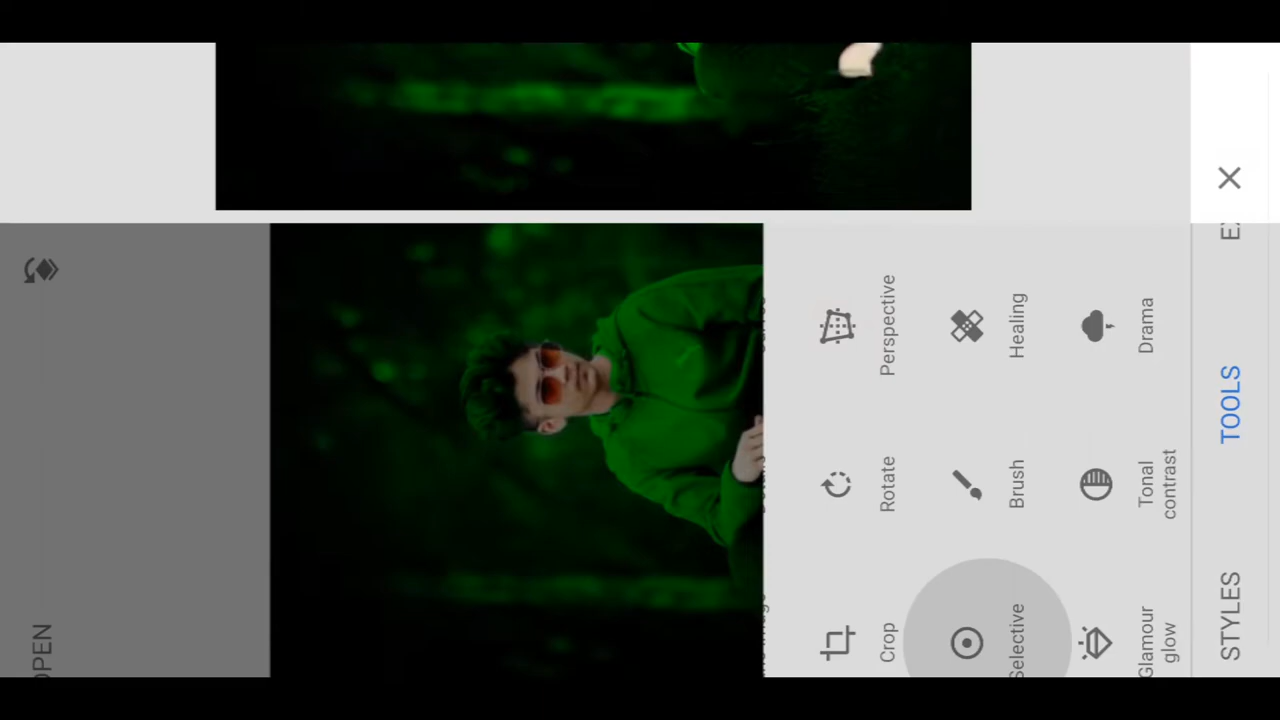 OPEN
Crop
Rotate
Perspective
Selective
Brush
Healing
Glamour
glow
Tonal
contrast
Drama
STYLES
TOOLS